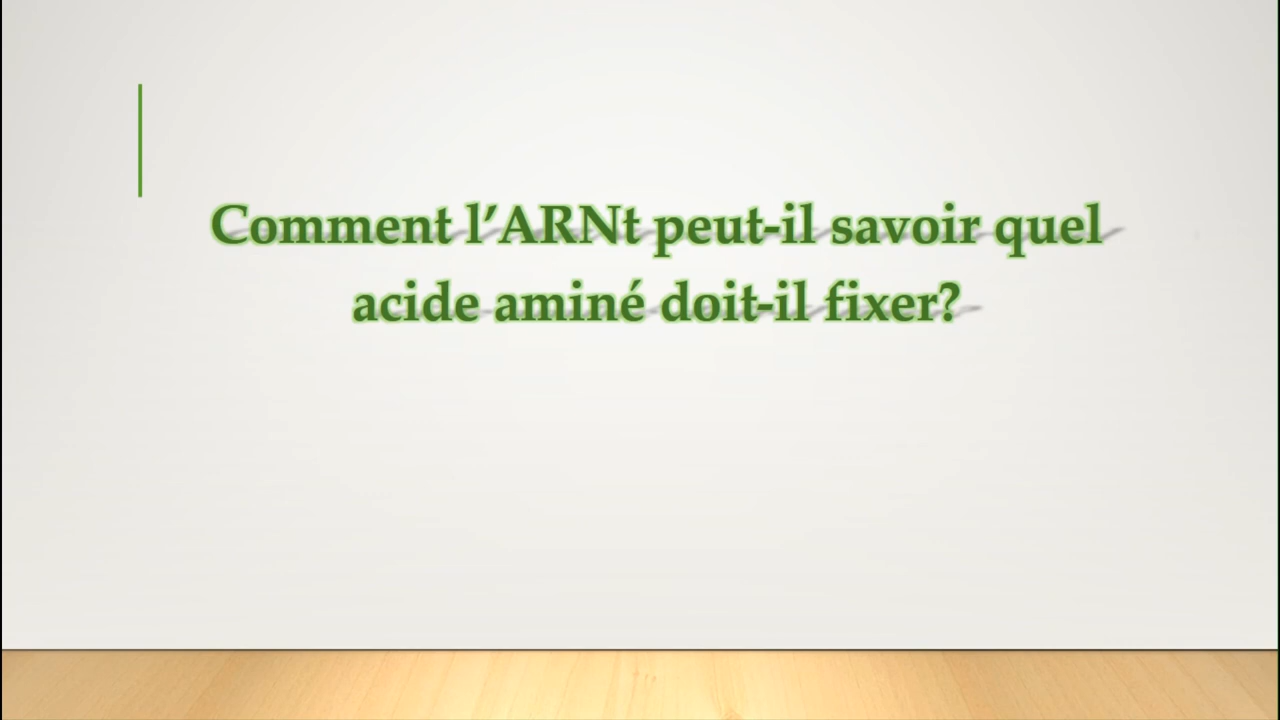 Comment l’ARNt peut-il savoir quel
acide aminé doit-il fixer?